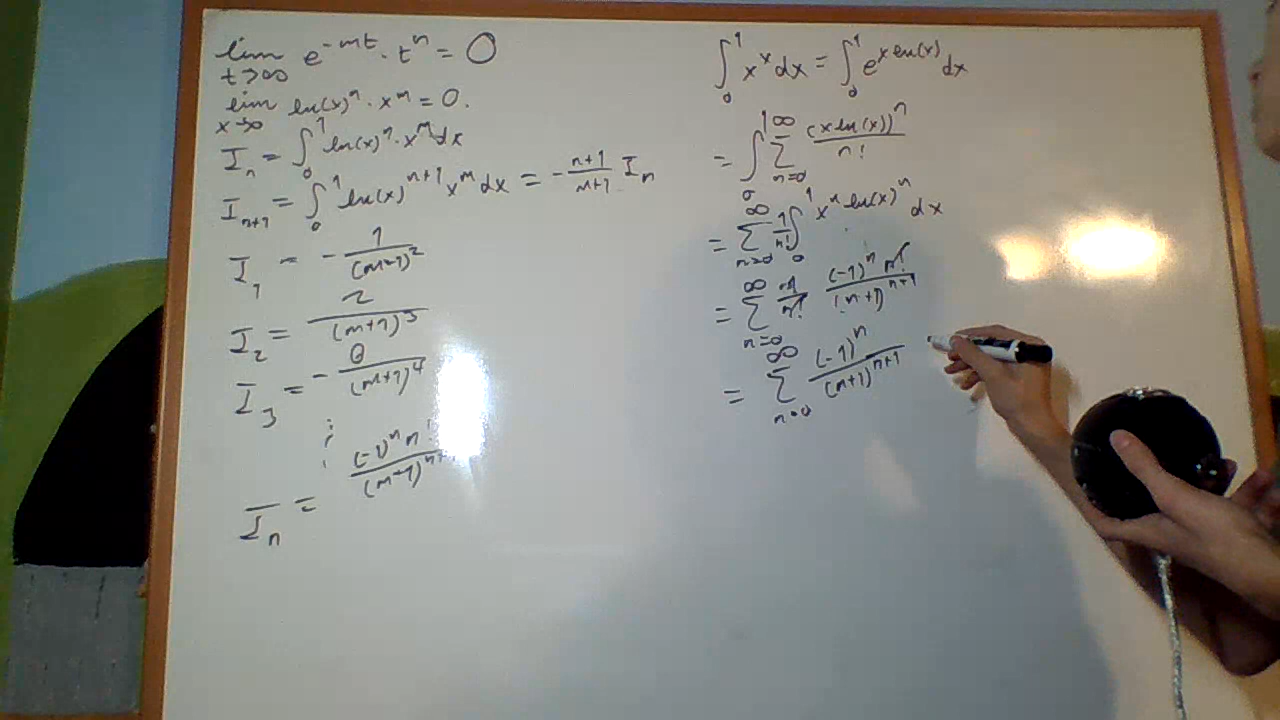 lim t→∞ e^{-mt} · t^n = 0
lim x→0 ln(x)^n · x^m = 0.
I_n = ∫_0^1 ln(x)^n · x^m dx
I_{n+1} = ∫_0^1 ln(x)^{n+1} x^m dx = - (n+1)/(m+1) I_n
I_1 = - 1/(m+1)^2
I_2 = 2/(m+1)^3
I_3 = - 6/(m+1)^4
⋮
I_n = (-1)^n n!/(m+1)^{n+1}
∫_0^1 x^x dx = ∫_0^1 e^{x ln(x)} dx
= ∫_0^1 ∑_{n=0}^∞ (x ln(x))^n / n!
= ∑_{n=0}^∞ 1/n! ∫_0^1 x^n ln(x)^n dx
= ∑_{n=0}^∞ 1/n! (-1)^n n!/(n+1)^{n+1}
= ∑_{n=0}^∞ (-1)^n/(n+1)^{n+1}